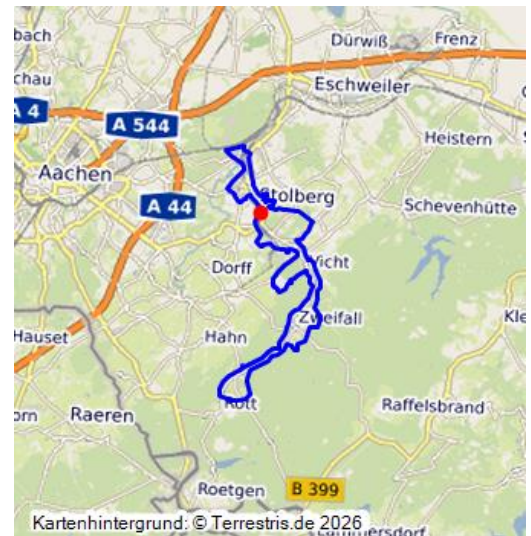 bach
Dürwiß
Frenz
chau
Eschweiler
A 4
A 544
Heistern
Aachen
Stolberg
A 44
Schevenhütte
Dorff
Vicht
Hauset
Zweifall
Kle
Hahn
orn
Raeren
Rott
Raffelsbrand
Roetgen
B 399
Kartenhintergrund: © Terrestris.de 2026